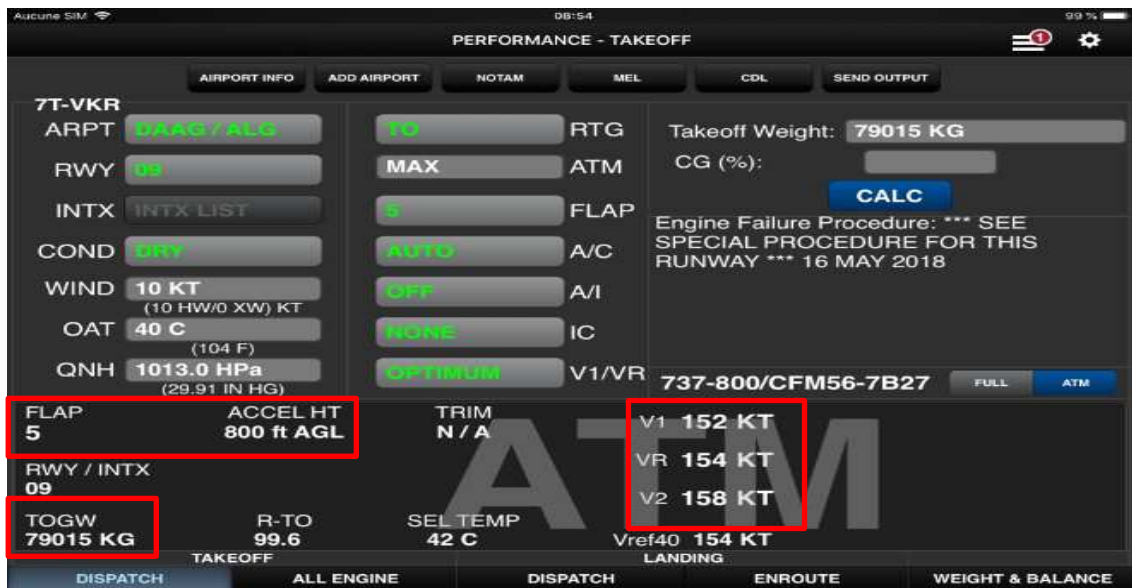 Aucune SIM 08:54 99 %
PERFORMANCE - TAKEOFF
1
AIRPORT INFO ADD AIRPORT NOTAM MEL CDL SEND OUTPUT
7T-VKR
ARPT DAAG / ALG TO RTG Takeoff Weight: 79015 KG
RWY 09 MAX ATM CG (%):
CALC
INTX INTX LIST 5 FLAP
Engine Failure Procedure: *** SEE
SPECIAL PROCEDURE FOR THIS
RUNWAY *** 16 MAY 2018
COND DRY AUTO A/C
WIND 10 KT OFF A/I
(10 HW/0 XW) KT
OAT 40 C NONE IC
(104 F)
QNH 1013.0 HPa OPTIMUM V1/VR 737-800/CFM56-7B27 FULL ATM
(29.91 IN HG)
ATM
FLAP ACCEL HT TRIM
5 800 ft AGL N / A
V1 152 KT
RWY / INTX VR 154 KT
09
V2 158 KT
TOGW R-TO SEL TEMP
79015 KG 99.6 42 C Vref40 154 KT
TAKEOFF LANDING
DISPATCH ALL ENGINE DISPATCH ENROUTE WEIGHT & BALANCE